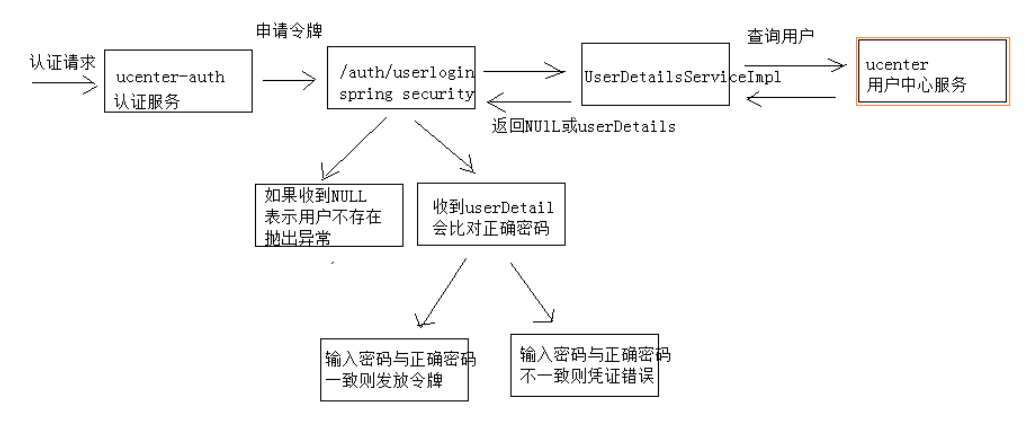 申请令牌
查询用户
认证请求
ucenter-auth
认证服务
/auth/userlogin
spring security
UserDetailsServiceImpl
ucenter
用户中心服务
返回NUlL或userDetails
如果收到NULL
表示用户不存在
抛出异常
收到userDetail
会比对正确密码
输入密码与正确密码
一致则发放令牌
输入密码与正确密码
不一致则凭证错误